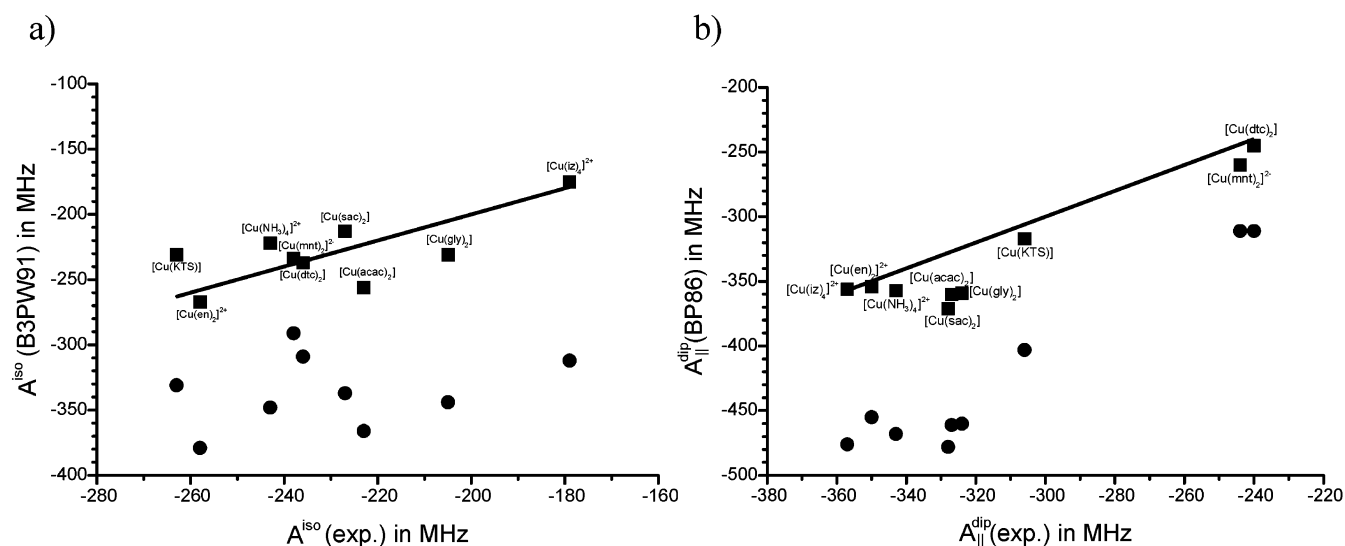 a)
A^iso (B3PW91) in MHz
-100
-150
-200
-250
-300
-350
-400
-280
-260
-240
-220
-200
-180
-160
A^iso (exp.) in MHz
[Cu(iz)₄]²⁺
[Cu(sac)₂]
[Cu(NH₃)₄]²⁺
[Cu(mnt)₂]²⁻
[Cu(gly)₂]
[Cu(KTS)]
[Cu(dtc)₂]
[Cu(acac)₂]
[Cu(en)₂]²⁺
b)
A_||^dip (BP86) in MHz
-200
-250
-300
-350
-400
-450
-500
-380
-360
-340
-320
-300
-280
-260
-240
-220
A_||^dip (exp.) in MHz
[Cu(dtc)₂]
[Cu(mnt)₂]²⁻
[Cu(KTS)]
[Cu(en)₂]²⁺
[Cu(acac)₂]
[Cu(iz)₄]²⁺
[Cu(gly)₂]
[Cu(NH₃)₄]²⁺
[Cu(sac)₂]